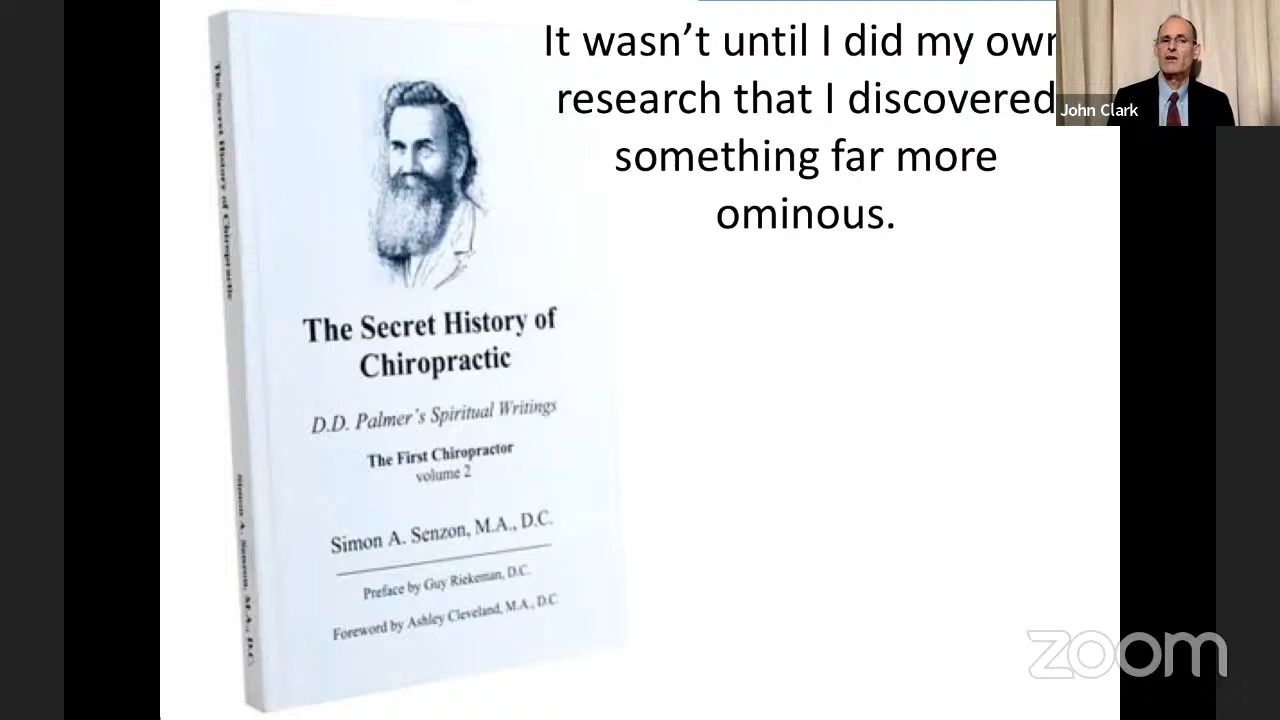 It wasn’t until I did my own
research that I discovered
something far more
ominous.
John Clark
The Secret History of Chiropractic
The Secret History of
Chiropractic
D.D. Palmer's Spiritual Writings
The First Chiropractor
volume 2
Simon A. Senzon, M.A., D.C.
Preface by Guy Riekeman, D.C.
Foreword by Ashley Cleveland, M.A., D.C
Simon A. Senzon, M.A., D.C.
zoom